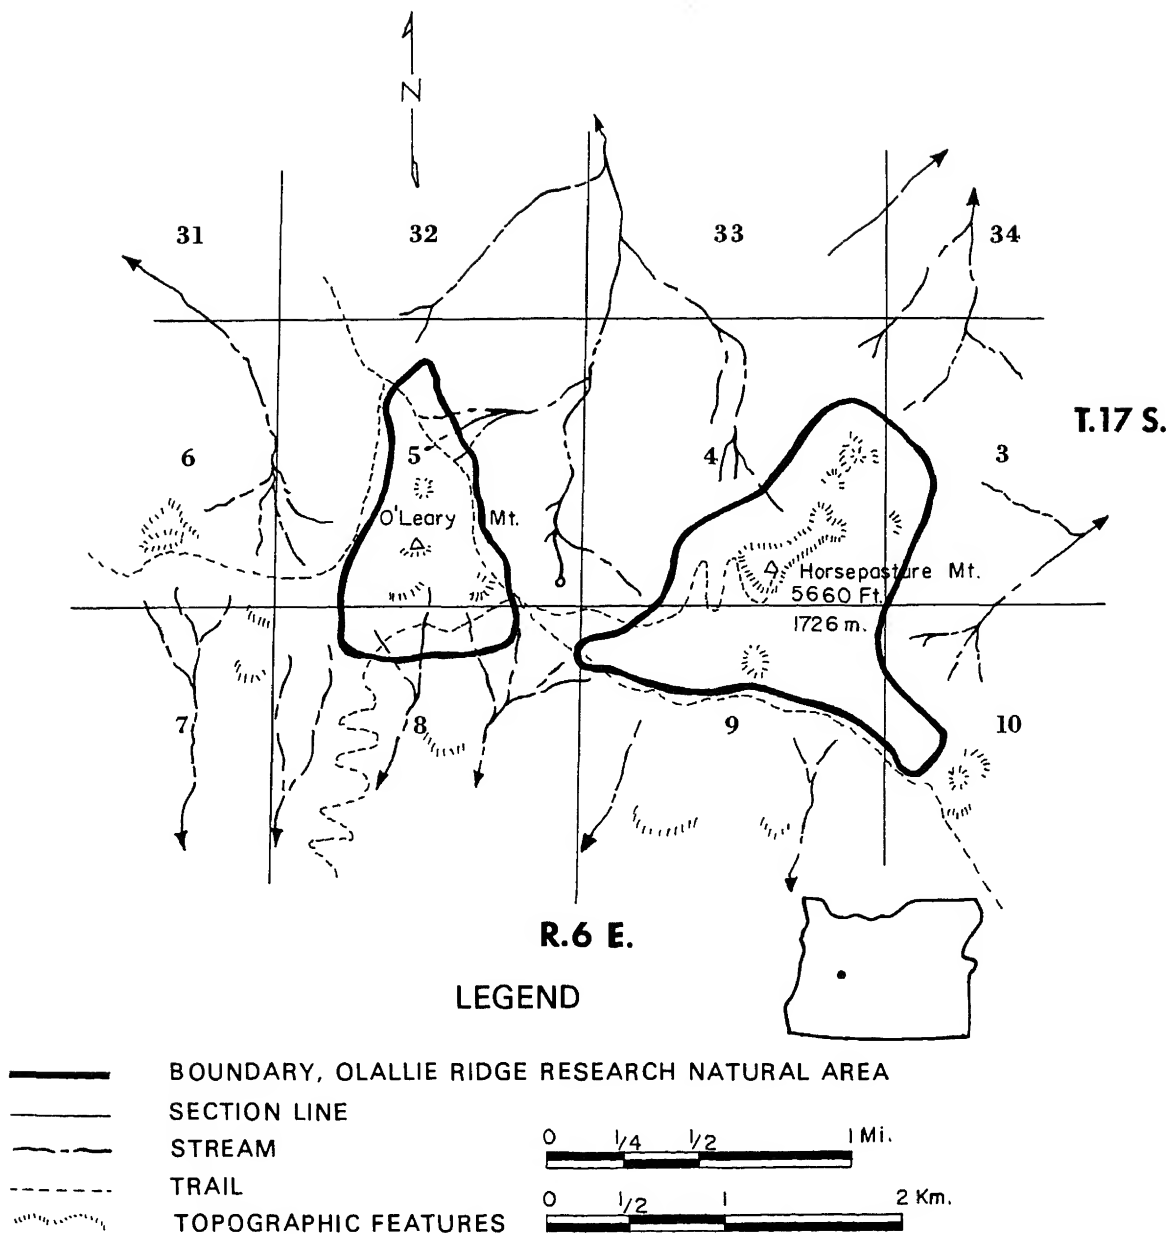 N
31 32 33 34
T.17 S.
6 5 4 3
O'Leary Mt.
Horsepasture Mt.
5660 Ft.
1726 m.
7 8 9 10
R.6 E.
LEGEND
BOUNDARY, OLALLIE RIDGE RESEARCH NATURAL AREA
SECTION LINE
STREAM
TRAIL
TOPOGRAPHIC FEATURES
0 1/4 1/2 1 Mi.
0 1/2 1 2 Km.